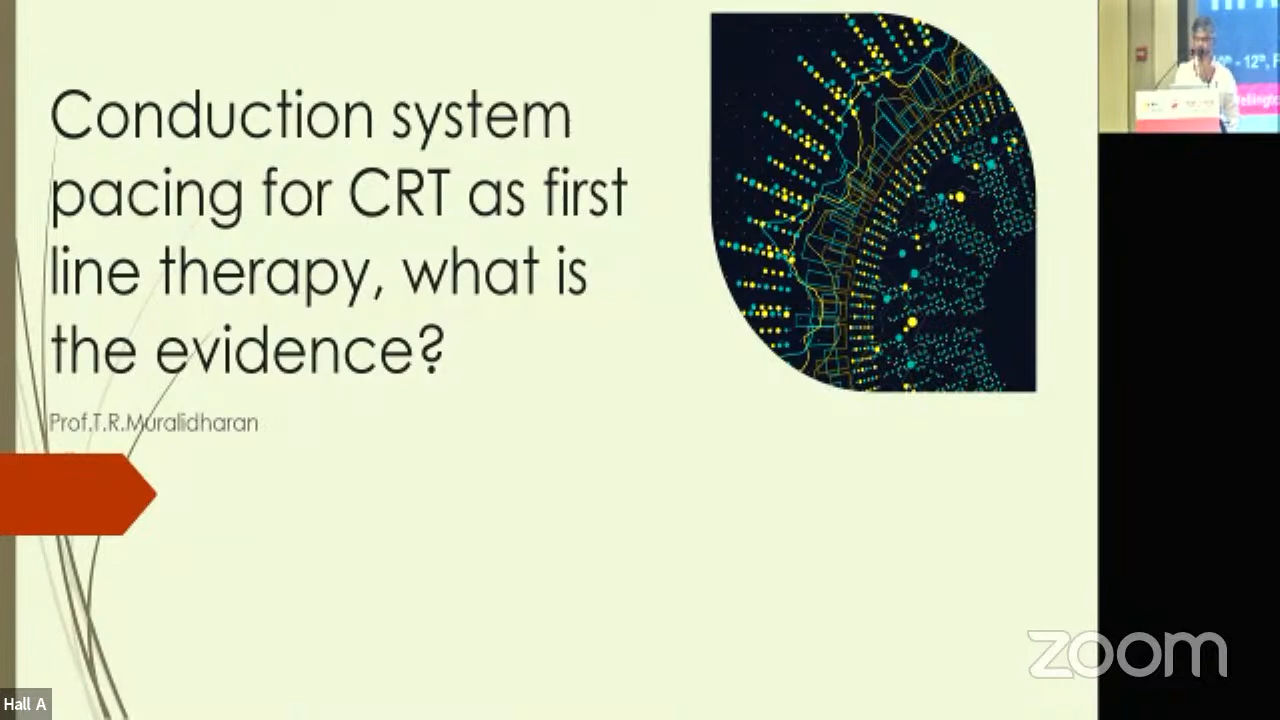 Conduction system
pacing for CRT as first
line therapy, what is
the evidence?
Prof.T.R.Muralidharan
Hall A
zoom